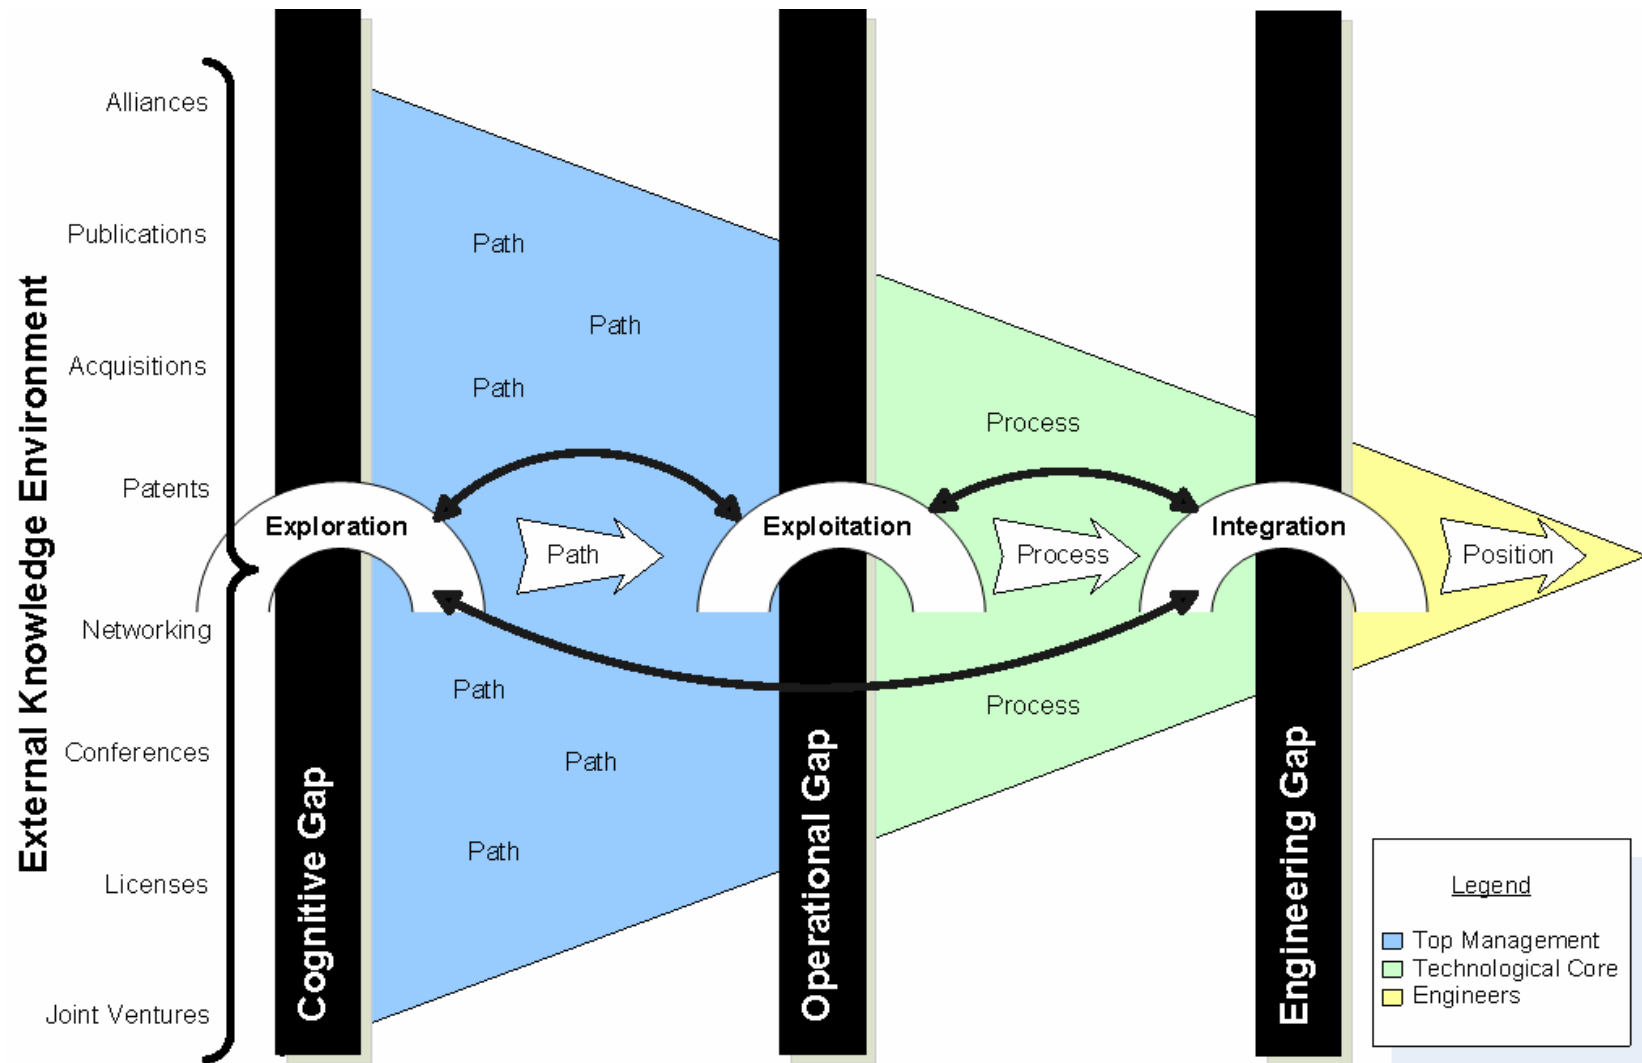 External Knowledge Environment
Alliances
Publications
Acquisitions
Patents
Networking
Conferences
Licenses
Joint Ventures
Cognitive Gap
Exploration
Path
Path
Path
Path
Path
Path
Path
Operational Gap
Exploitation
Process
Process
Process
Engineering Gap
Integration
Position
Legend
Top Management
Technological Core
Engineers